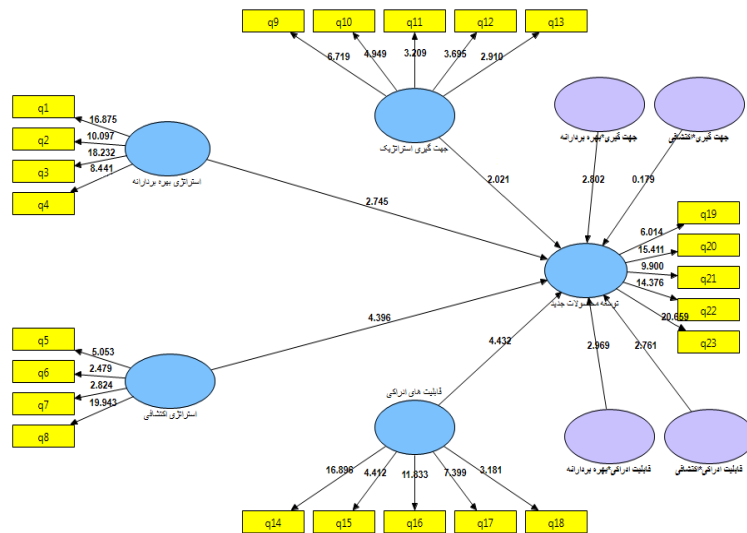 q9
q10
q11
q12
q13
6.719
4.949
3.209
3.695
2.910
q1
q2
q3
q4
16.875
10.097
18.232
8.441
استراتژی بهره بردارانه
جهت گیری استراتژیک
جهت گیری*بهره بردارانه
جهت گیری*اکتشافی
2.745
2.021
2.802
0.179
q19
q20
q21
q22
q23
6.014
15.411
9.900
14.376
20.659
توسعه محصولات جدید
q5
q6
q7
q8
5.053
2.479
2.824
19.943
استراتژی اکتشافی
4.396
4.432
2.969
2.761
قابلیت های ادراکی
قابلیت ادراکی*بهره بردارانه
قابلیت ادراکی*اکتشافی
16.896
4.412
11.833
7.399
3.181
q14
q15
q16
q17
q18